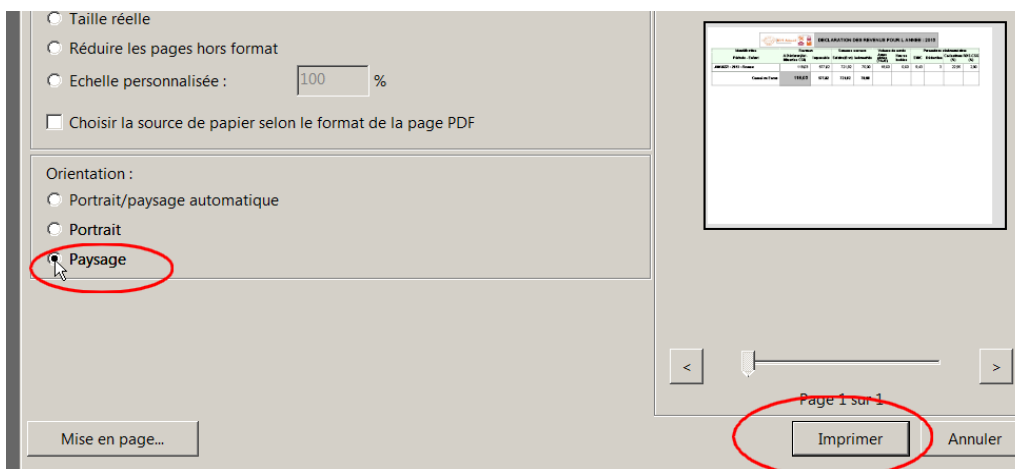 Taille réelle
Réduire les pages hors format
Echelle personnalisée : 100 %
Choisir la source de papier selon le format de la page PDF
Orientation :
Portrait/paysage automatique
Portrait
Paysage
DECLARATION DES REVENUS POUR L ANNEE : 2015
< >
Page 1 sur 1
Mise en page...
Imprimer
Annuler